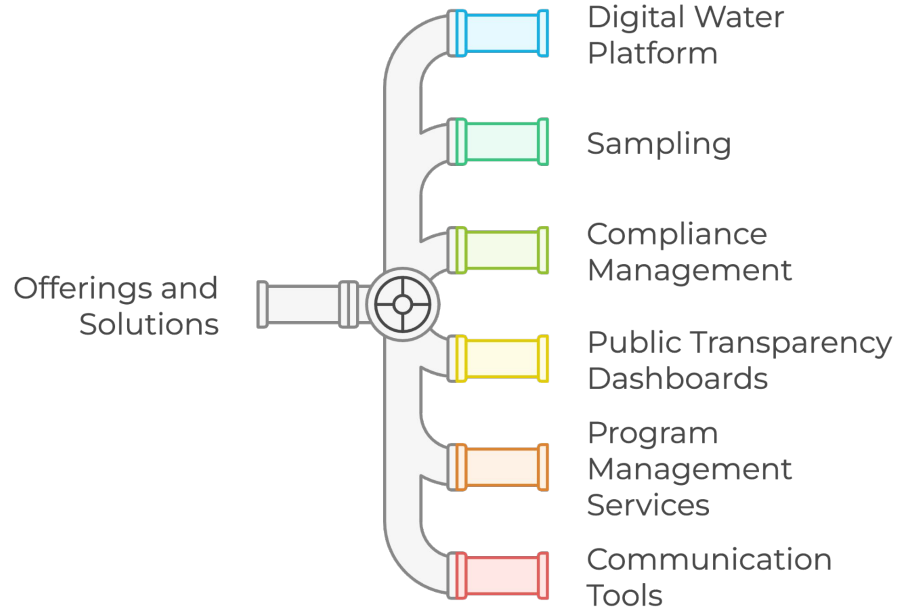 Offerings and
Solutions
Digital Water
Platform
Sampling
Compliance
Management
Public Transparency
Dashboards
Program
Management
Services
Communication
Tools